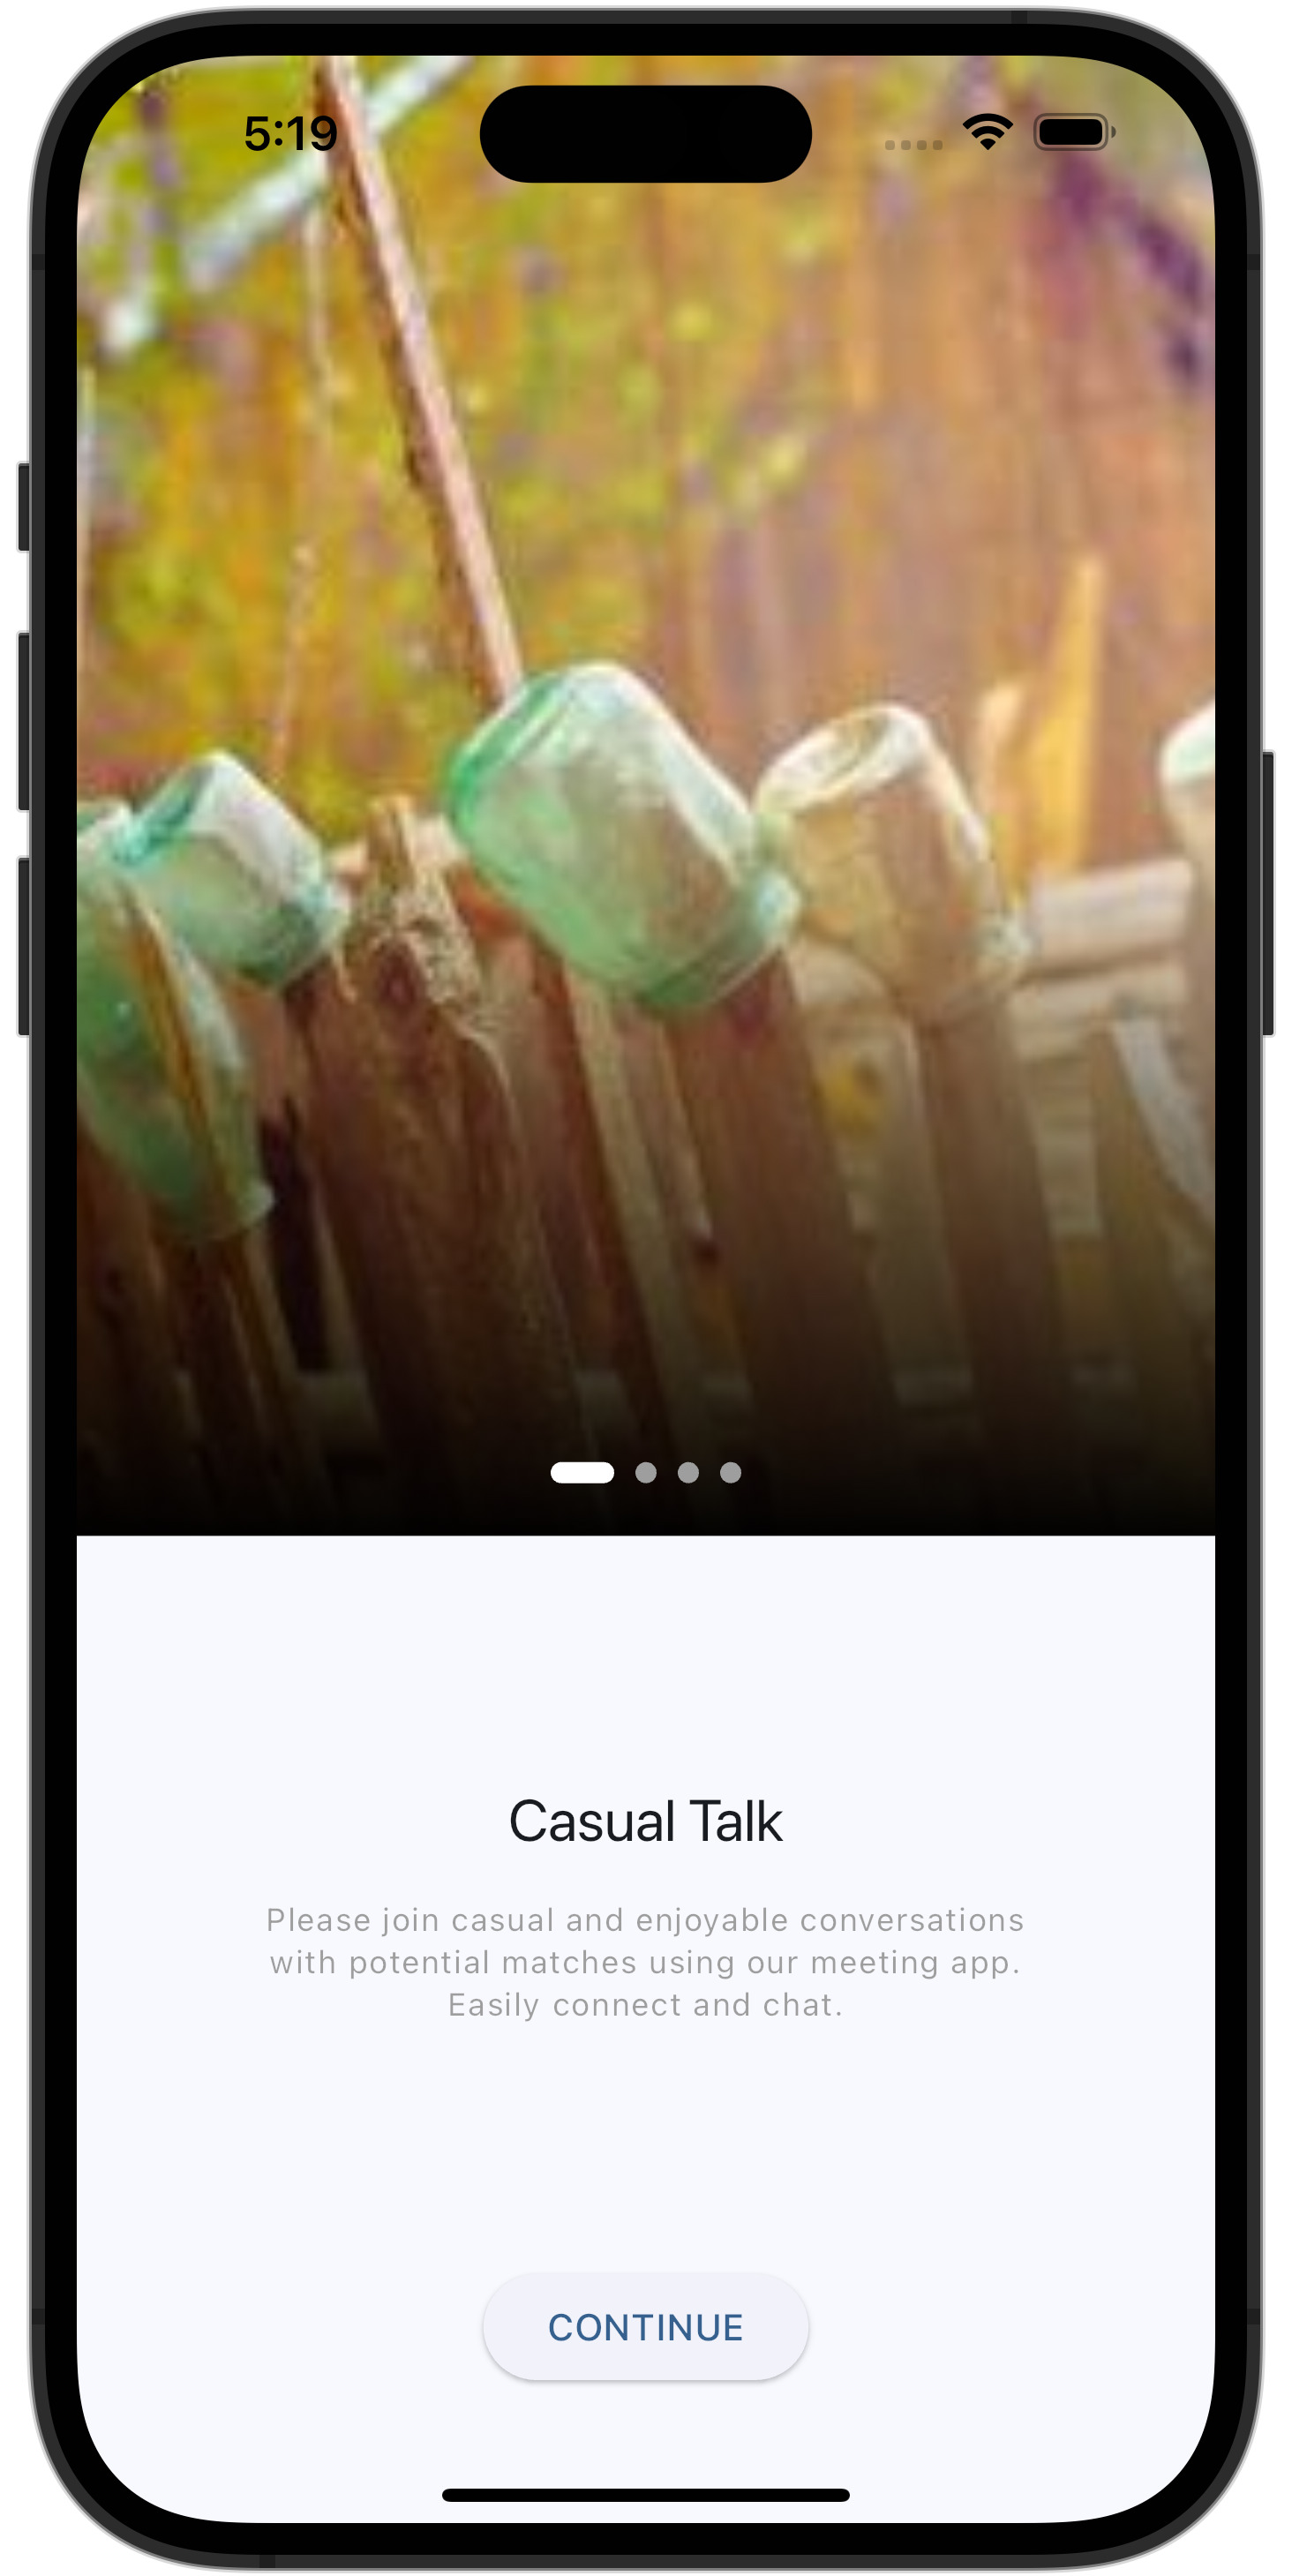 5:19
Casual Talk
Please join casual and enjoyable conversations
with potential matches using our meeting app.
Easily connect and chat.
CONTINUE